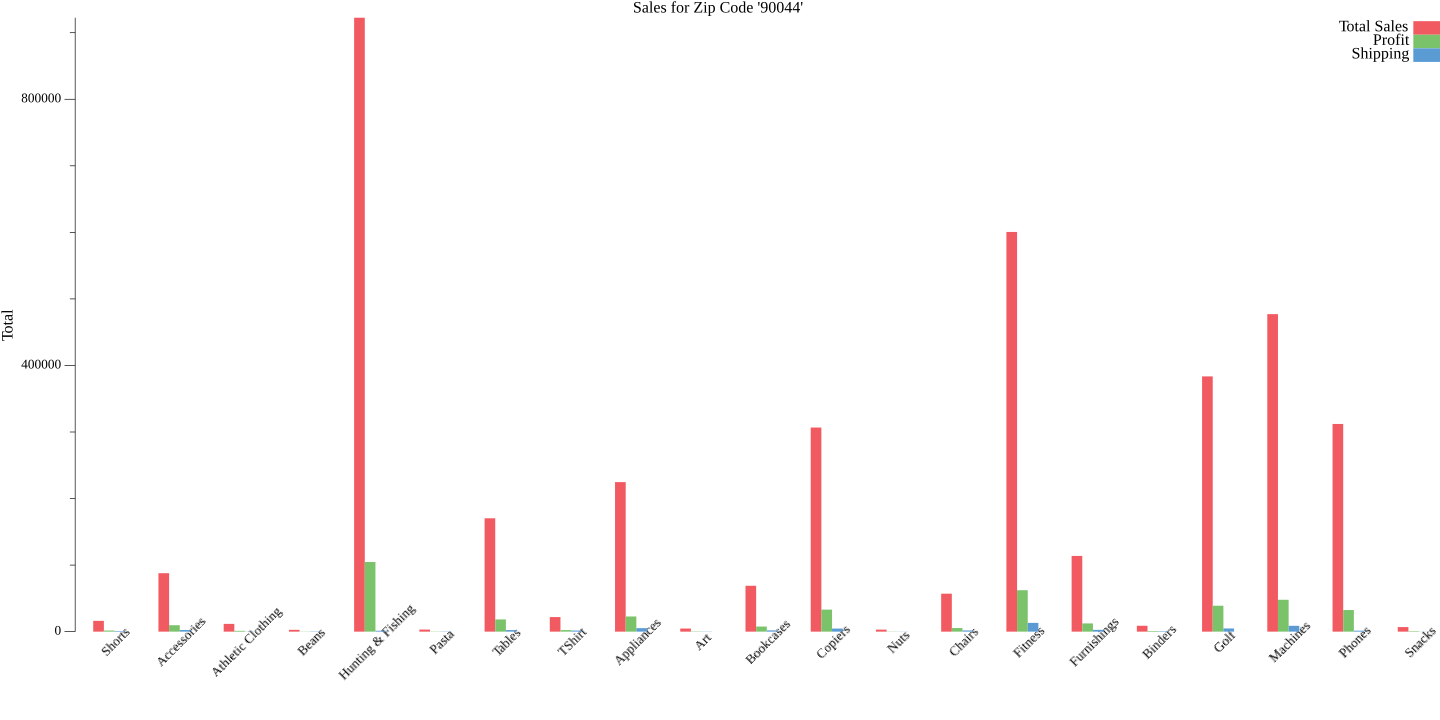 Sales for Zip Code '90044'
Total Sales
Profit
Shipping
800000
400000
0
Total
Shorts
Accessories
Athletic Clothing
Beans
Hunting & Fishing
Pasta
Tables
TShirt
Appliances
Art
Bookcases
Copiers
Nuts
Chairs
Fitness
Furnishings
Binders
Golf
Machines
Phones
Snacks